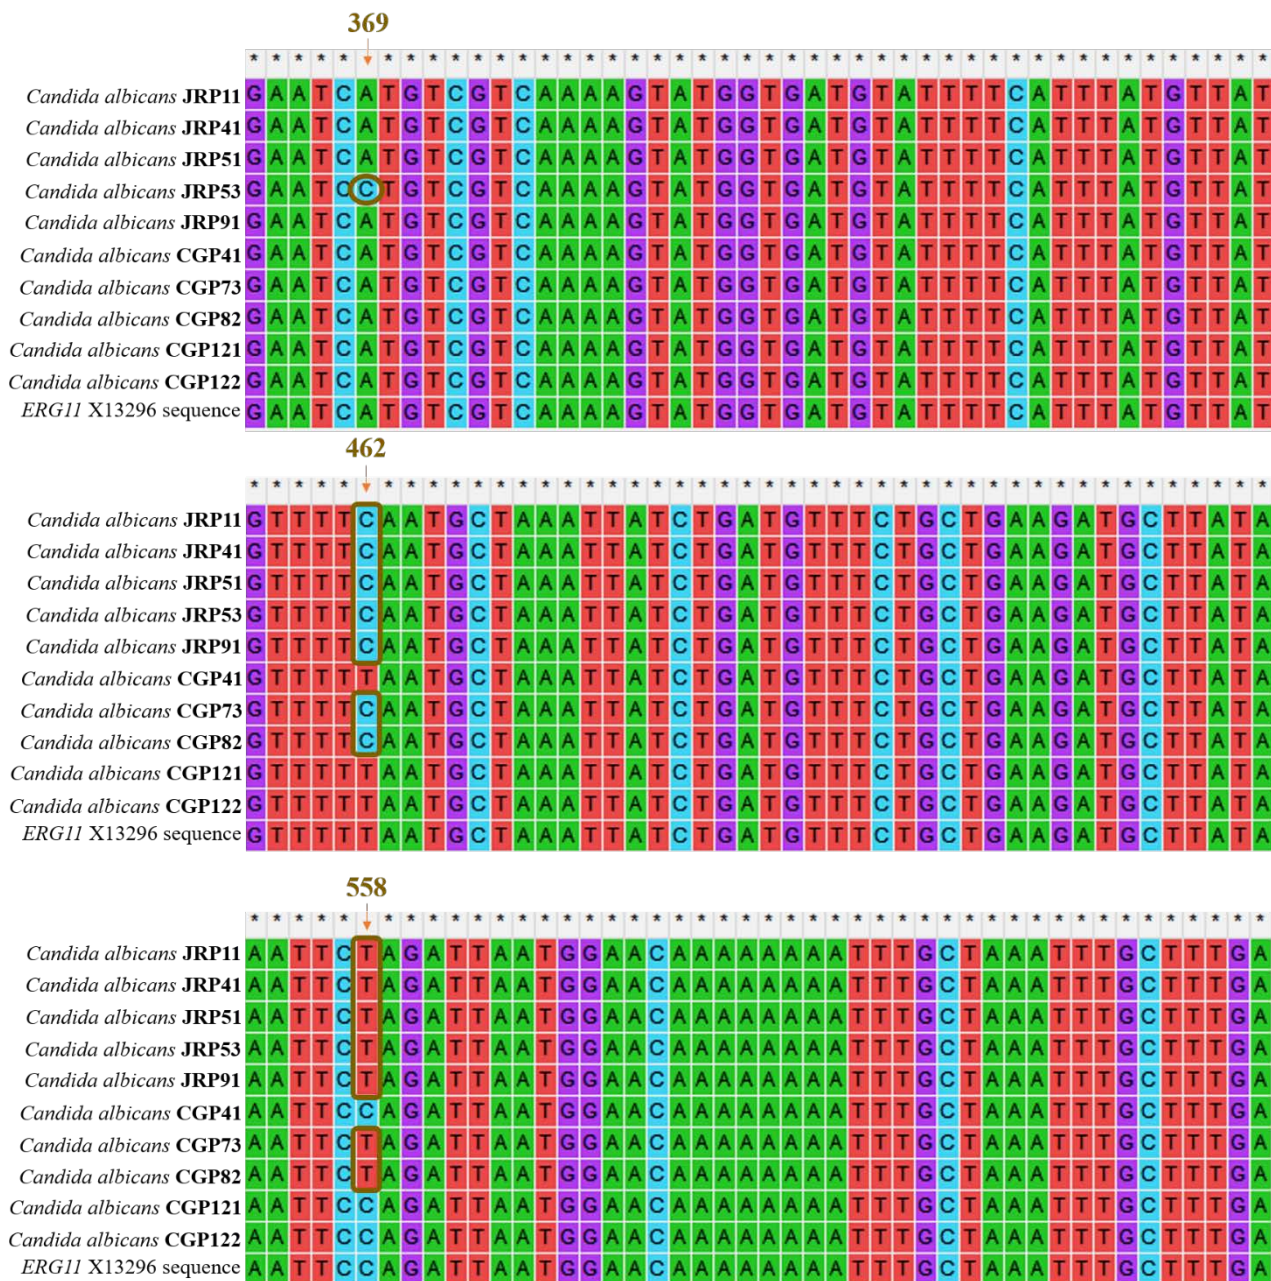 369
* * * * * * * * * * * * * * * * * * * * * * * * * * * * * * * * * * * * * * * * * * * * * *
Candida albicans JRP11 GAATCATGTCGTCAAAAGTATGGTGATGTATTTTCATTTATGTTAT
Candida albicans JRP41 GAATCATGTCGTCAAAAGTATGGTGATGTATTTTCATTTATGTTAT
Candida albicans JRP51 GAATCATGTCGTCAAAAGTATGGTGATGTATTTTCATTTATGTTAT
Candida albicans JRP53 GAATCCTGTCGTCAAAAGTATGGTGATGTATTTTCATTTATGTTAT
Candida albicans JRP91 GAATCATGTCGTCAAAAGTATGGTGATGTATTTTCATTTATGTTAT
Candida albicans CGP41 GAATCATGTCGTCAAAAGTATGGTGATGTATTTTCATTTATGTTAT
Candida albicans CGP73 GAATCATGTCGTCAAAAGTATGGTGATGTATTTTCATTTATGTTAT
Candida albicans CGP82 GAATCATGTCGTCAAAAGTATGGTGATGTATTTTCATTTATGTTAT
Candida albicans CGP121 GAATCATGTCGTCAAAAGTATGGTGATGTATTTTCATTTATGTTAT
Candida albicans CGP122 GAATCATGTCGTCAAAAGTATGGTGATGTATTTTCATTTATGTTAT
ERG11 X13296 sequence GAATCATGTCGTCAAAAGTATGGTGATGTATTTTCATTTATGTTAT
462
* * * * * * * * * * * * * * * * * * * * * * * * * * * * * * * * * * * * * * * * * * * * * *
Candida albicans JRP11 GTTTTCAATGCTAAATTATCTGATGTTTCTGCTGAAGATGCTTATA
Candida albicans JRP41 GTTTTCAATGCTAAATTATCTGATGTTTCTGCTGAAGATGCTTATA
Candida albicans JRP51 GTTTTCAATGCTAAATTATCTGATGTTTCTGCTGAAGATGCTTATA
Candida albicans JRP53 GTTTTCAATGCTAAATTATCTGATGTTTCTGCTGAAGATGCTTATA
Candida albicans JRP91 GTTTTCAATGCTAAATTATCTGATGTTTCTGCTGAAGATGCTTATA
Candida albicans CGP41 GTTTTTAATGCTAAATTATCTGATGTTTCTGCTGAAGATGCTTATA
Candida albicans CGP73 GTTTTCAATGCTAAATTATCTGATGTTTCTGCTGAAGATGCTTATA
Candida albicans CGP82 GTTTTCAATGCTAAATTATCTGATGTTTCTGCTGAAGATGCTTATA
Candida albicans CGP121 GTTTTTAATGCTAAATTATCTGATGTTTCTGCTGAAGATGCTTATA
Candida albicans CGP122 GTTTTTAATGCTAAATTATCTGATGTTTCTGCTGAAGATGCTTATA
ERG11 X13296 sequence GTTTTTAATGCTAAATTATCTGATGTTTCTGCTGAAGATGCTTATA
558
* * * * * * * * * * * * * * * * * * * * * * * * * * * * * * * * * * * * * * * * * * * * * *
Candida albicans JRP11 AATTCTAGATTAATGGAACAAAAAAAATTTGCTAAATTTGCTTTGA
Candida albicans JRP41 AATTCTAGATTAATGGAACAAAAAAAATTTGCTAAATTTGCTTTGA
Candida albicans JRP51 AATTCTAGATTAATGGAACAAAAAAAATTTGCTAAATTTGCTTTGA
Candida albicans JRP53 AATTCTAGATTAATGGAACAAAAAAAATTTGCTAAATTTGCTTTGA
Candida albicans JRP91 AATTCTAGATTAATGGAACAAAAAAAATTTGCTAAATTTGCTTTGA
Candida albicans CGP41 AATTCCAGATTAATGGAACAAAAAAAATTTGCTAAATTTGCTTTGA
Candida albicans CGP73 AATTCTAGATTAATGGAACAAAAAAAATTTGCTAAATTTGCTTTGA
Candida albicans CGP82 AATTCTAGATTAATGGAACAAAAAAAATTTGCTAAATTTGCTTTGA
Candida albicans CGP121 AATTCCAGATTAATGGAACAAAAAAAATTTGCTAAATTTGCTTTGA
Candida albicans CGP122 AATTCCAGATTAATGGAACAAAAAAAATTTGCTAAATTTGCTTTGA
ERG11 X13296 sequence AATTCCAGATTAATGGAACAAAAAAAATTTGCTAAATTTGCTTTGA